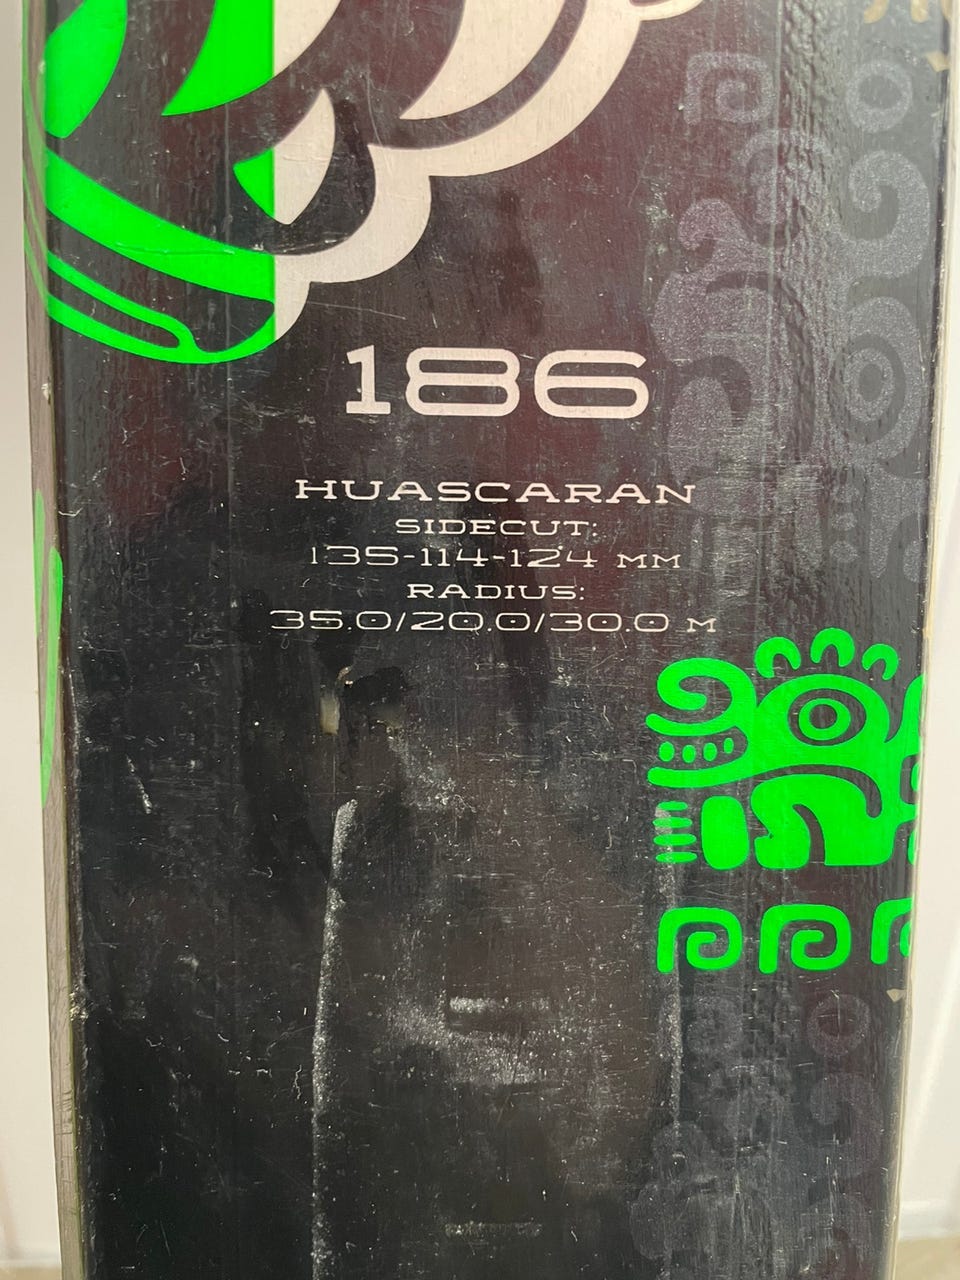 186
HUASCARAN
SIDECUT:
135-114-124 MM
RADIUS:
35.0/20.0/30.0 M